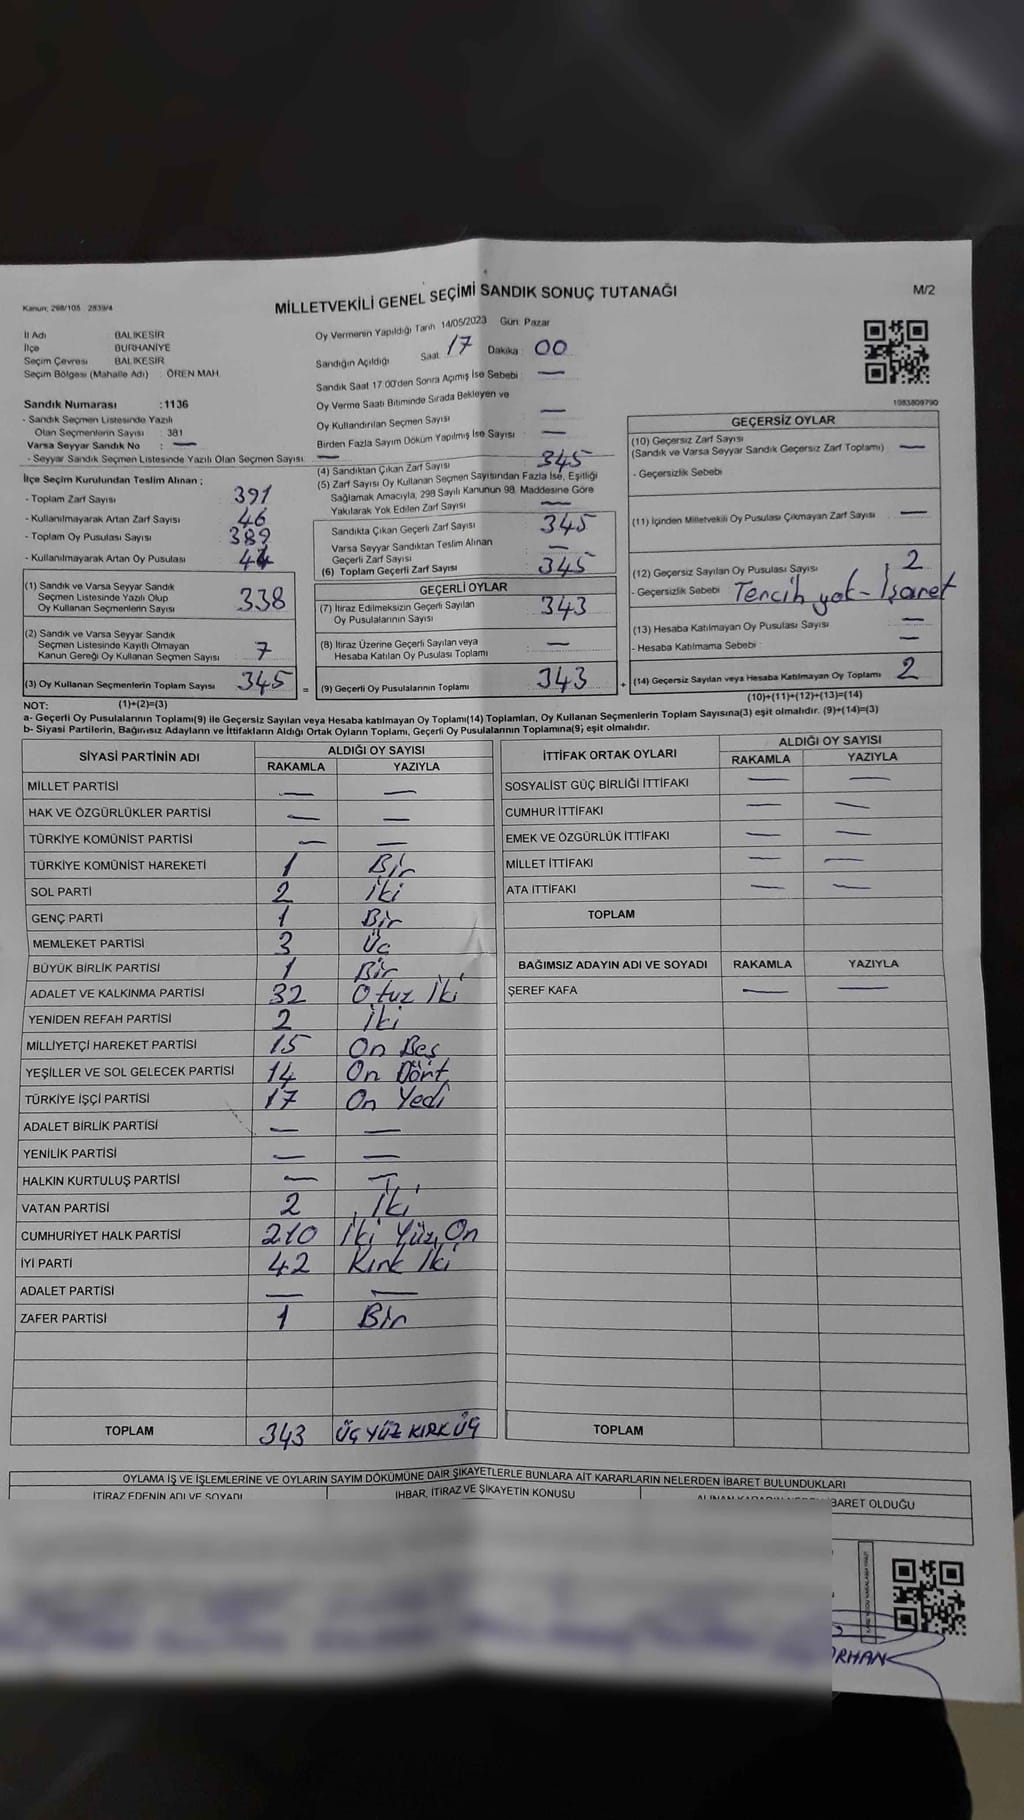 Kanun: 298/105 2839/4
MİLLETVEKİLİ GENEL SEÇİMİ SANDIK SONUÇ TUTANAĞI
M/2
İl Adı BALIKESİR
İlçe BURHANİYE
Seçim Çevresi BALIKESİR
Seçim Bölgesi (Mahalle Adı) : ÖREN MAH.
Sandık Numarası :1136
- Sandık Seçmen Listesinde Yazılı
Olan Seçmenlerin Sayısı : 381
Varsa Seyyar Sandık No : —
- Seyyar Sandık Seçmen Listesinde Yazılı Olan Seçmen Sayısı: —
İlçe Seçim Kurulundan Teslim Alınan ;
- Toplam Zarf Sayısı 391
- Kullanılmayarak Artan Zarf Sayısı 46
- Toplam Oy Pusulası Sayısı 389
- Kullanılmayarak Artan Oy Pusulası 44
(1) Sandık ve Varsa Seyyar Sandık
Seçmen Listesinde Yazılı Olup
Oy Kullanan Seçmenlerin Sayısı 338
(2) Sandık ve Varsa Seyyar Sandık
Seçmen Listesinde Kayıtlı Olmayan
Kanun Gereği Oy Kullanan Seçmen Sayısı 7
(3) Oy Kullanan Seçmenlerin Toplam Sayısı 345
Oy Vermenin Yapıldığı Tarih 14/05/2023 Gün: Pazar
Sandığın Açıldığı Saat 17 Dakika : 00
Sandık Saat 17.00'den Sonra Açmış İse Sebebi : —
Oy Verme Saati Bitiminde Sırada Bekleyen ve
Oy Kullandırılan Seçmen Sayısı —
Birden Fazla Sayım Döküm Yapılmış İse Sayısı —
(4) Sandıktan Çıkan Zarf Sayısı 345
(5) Zarf Sayısı Oy Kullanan Seçmen Sayısından Fazla İse, Eşitliği
Sağlamak Amacıyla, 298 Sayılı Kanunun 98. Maddesine Göre
Yakılarak Yok Edilen Zarf Sayısı —
Sandıkta Çıkan Geçerli Zarf Sayısı 345
Varsa Seyyar Sandıktan Teslim Alınan
Geçerli Zarf Sayısı —
(6) Toplam Geçerli Zarf Sayısı 345
GEÇERLİ OYLAR
(7) İtiraz Edilmeksizin Geçerli Sayılan
Oy Pusulalarının Sayısı 343
(8) İtiraz Üzerine Geçerli Sayılan veya
Hesaba Katılan Oy Pusulası Toplamı —
= (9) Geçerli Oy Pusulalarının Toplamı 343 +
1083809790
GEÇERSİZ OYLAR
(10) Geçersiz Zarf Sayısı
(Sandık ve Varsa Seyyar Sandık Geçersiz Zarf Toplamı) —
- Geçersizlik Sebebi
(11) İçinden Milletvekili Oy Pusulası Çıkmayan Zarf Sayısı —
(12) Geçersiz Sayılan Oy Pusulası Sayısı 2
- Geçersizlik Sebebi Tercih yok - İşaret
(13) Hesaba Katılmayan Oy Pusulası Sayısı —
- Hesaba Katılmama Sebebi : —
(14) Geçersiz Sayılan veya Hesaba Katılmayan Oy Toplamı 2
NOT: (1)+(2)=(3)
(10)+(11)+(12)+(13)=(14)
a- Geçerli Oy Pusulalarının Toplamı(9) ile Geçersiz Sayılan veya Hesaba katılmayan Oy Toplamı(14) Toplamları, Oy Kullanan Seçmenlerin Toplam Sayısına(3) eşit olmalıdır. (9)+(14)=(3)
b- Siyasi Partilerin, Bağımsız Adayların ve İttifakların Aldığı Ortak Oyların Toplamı, Geçerli Oy Pusulalarının Toplamına(9) eşit olmalıdır.
SİYASİ PARTİNİN ADI ALDIĞI OY SAYISI
RAKAMLA YAZIYLA
MİLLET PARTİSİ — —
HAK VE ÖZGÜRLÜKLER PARTİSİ — —
TÜRKİYE KOMÜNİST PARTİSİ — —
TÜRKİYE KOMÜNİST HAREKETİ 1 Bir
SOL PARTİ 2 İki
GENÇ PARTİ 1 Bir
MEMLEKET PARTİSİ 3 Üç
BÜYÜK BİRLİK PARTİSİ 1 Bir
ADALET VE KALKINMA PARTİSİ 32 Otuz İki
YENİDEN REFAH PARTİSİ 2 İki
MİLLİYETÇİ HAREKET PARTİSİ 15 On Beş
YEŞİLLER VE SOL GELECEK PARTİSİ 14 On Dört
TÜRKİYE İŞÇİ PARTİSİ 17 On Yedi
ADALET BİRLİK PARTİSİ — —
YENİLİK PARTİSİ — —
HALKIN KURTULUŞ PARTİSİ — —
VATAN PARTİSİ 2 İki
CUMHURİYET HALK PARTİSİ 210 İki Yüz On
İYİ PARTİ 42 Kırk İki
ADALET PARTİSİ — —
ZAFER PARTİSİ 1 Bir
TOPLAM 343 ÜÇ YÜZ KIRK ÜÇ
İTTİFAK ORTAK OYLARI ALDIĞI OY SAYISI
RAKAMLA YAZIYLA
SOSYALİST GÜÇ BİRLİĞİ İTTİFAKI — —
CUMHUR İTTİFAKI — —
EMEK VE ÖZGÜRLÜK İTTİFAKI — —
MİLLET İTTİFAKI — —
ATA İTTİFAKI — —
TOPLAM
BAĞIMSIZ ADAYIN ADI VE SOYADI RAKAMLA YAZIYLA
ŞEREF KAFA — —
TOPLAM
OYLAMA İŞ VE İŞLEMLERİNE VE OYLARIN SAYIM DÖKÜMÜNE DAİR ŞİKAYETLERLE BUNLARA AİT KARARLARIN NELERDEN İBARET BULUNDUKLARI
İTİRAZ EDENİN ADI VE SOYADI
İHBAR, İTİRAZ VE ŞİKAYETİN KONUSU
İBARET OLDUĞU
ORHAN